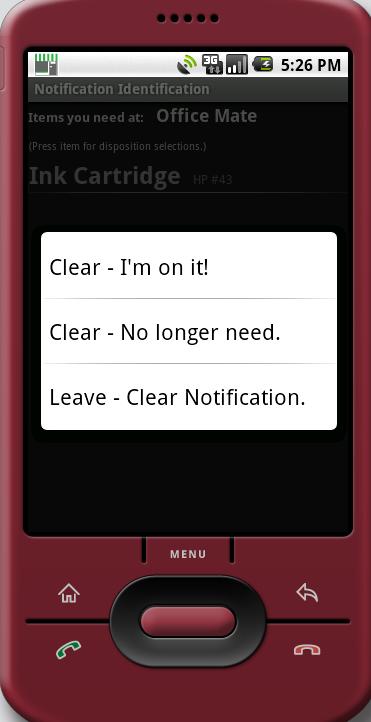 3G
5:26 PM
Notification Identification
Items you need at: Office Mate
(Press item for disposition selections.)
Ink Cartridge HP #43
Clear - I'm on it!
Clear - No longer need.
Leave - Clear Notification.
MENU